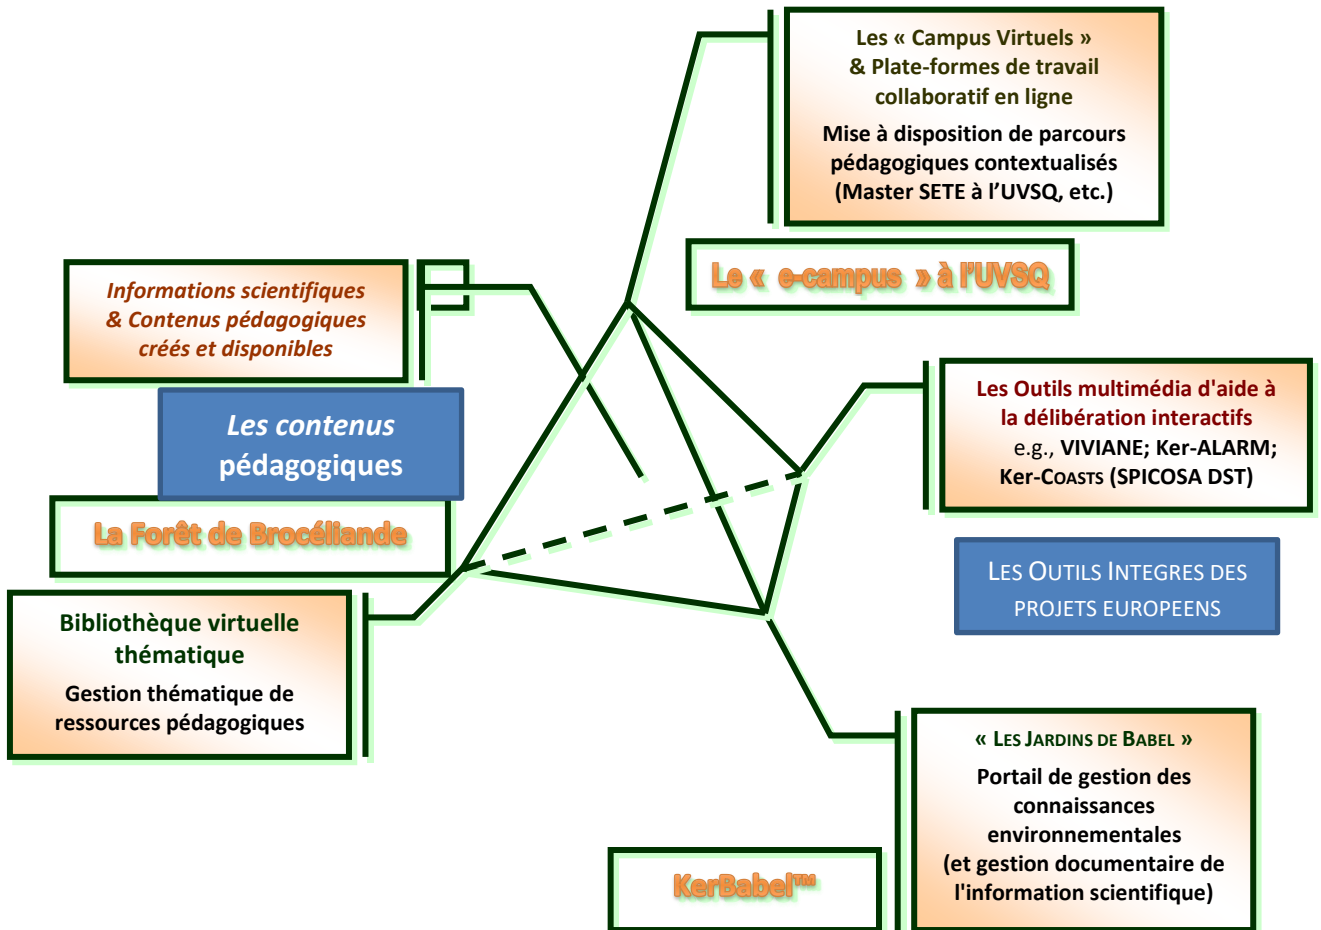 Les « Campus Virtuels »
& Plate-formes de travail
collaboratif en ligne
Mise à disposition de parcours
pédagogiques contextualisés
(Master SETE à l'UVSQ, etc.)
Le « e-campus » à l'UVSQ
Informations scientifiques
& Contenus pédagogiques
créés et disponibles
Les contenus
pédagogiques
La Forêt de Brocéliande
Bibliothèque virtuelle
thématique
Gestion thématique de
ressources pédagogiques
Les Outils multimédia d'aide à
la délibération interactifs
e.g., VIVIANE; Ker-ALARM;
Ker-COASTS (SPICOSA DST)
LES OUTILS INTEGRES DES
PROJETS EUROPEENS
« LES JARDINS DE BABEL »
Portail de gestion des
connaissances
environnementales
(et gestion documentaire de
l'information scientifique)
KerBabel™